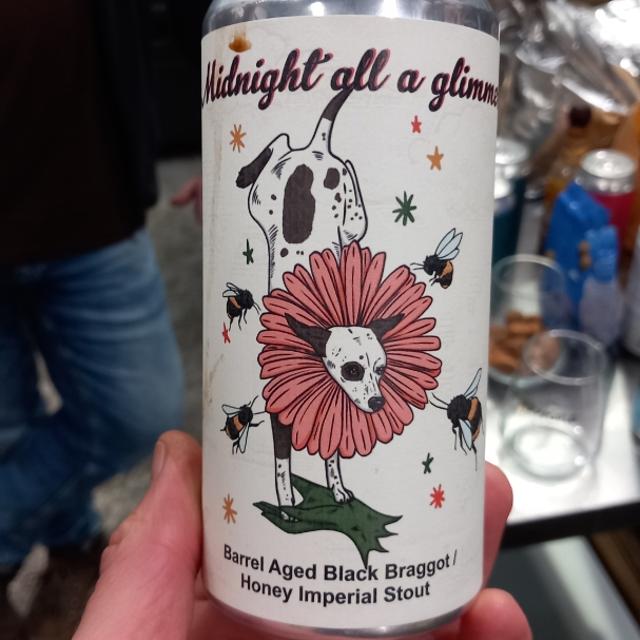 Midnight all a glimme
Barrel Aged Black Braggot /
Honey Imperial Stout